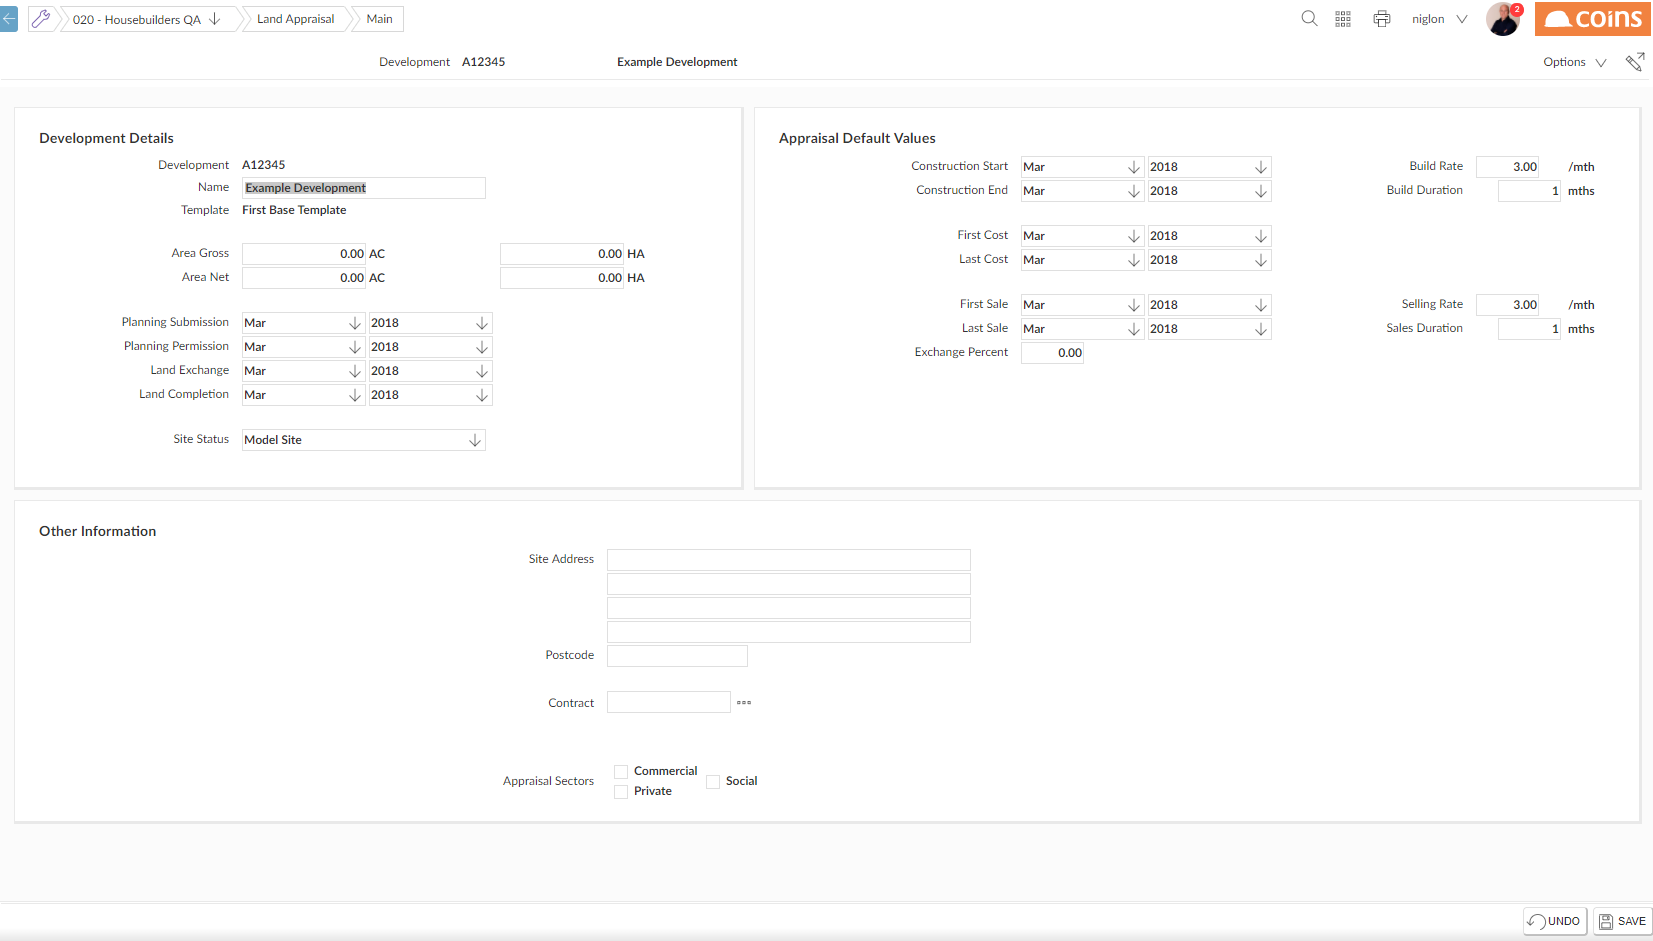 020 - Housebuilders QA
Land Appraisal
Main
niglon
2
coins
Development A12345 Example Development
Options
Development Details
Development A12345
Name Example Development
Template First Base Template
Area Gross 0.00 AC 0.00 HA
Area Net 0.00 AC 0.00 HA
Planning Submission Mar 2018
Planning Permission Mar 2018
Land Exchange Mar 2018
Land Completion Mar 2018
Site Status Model Site
Appraisal Default Values
Construction Start Mar 2018 Build Rate 3.00 /mth
Construction End Mar 2018 Build Duration 1 mths
First Cost Mar 2018
Last Cost Mar 2018
First Sale Mar 2018 Selling Rate 3.00 /mth
Last Sale Mar 2018 Sales Duration 1 mths
Exchange Percent 0.00
Other Information
Site Address
Postcode
Contract
Appraisal Sectors
Commercial
Social
Private
UNDO
SAVE